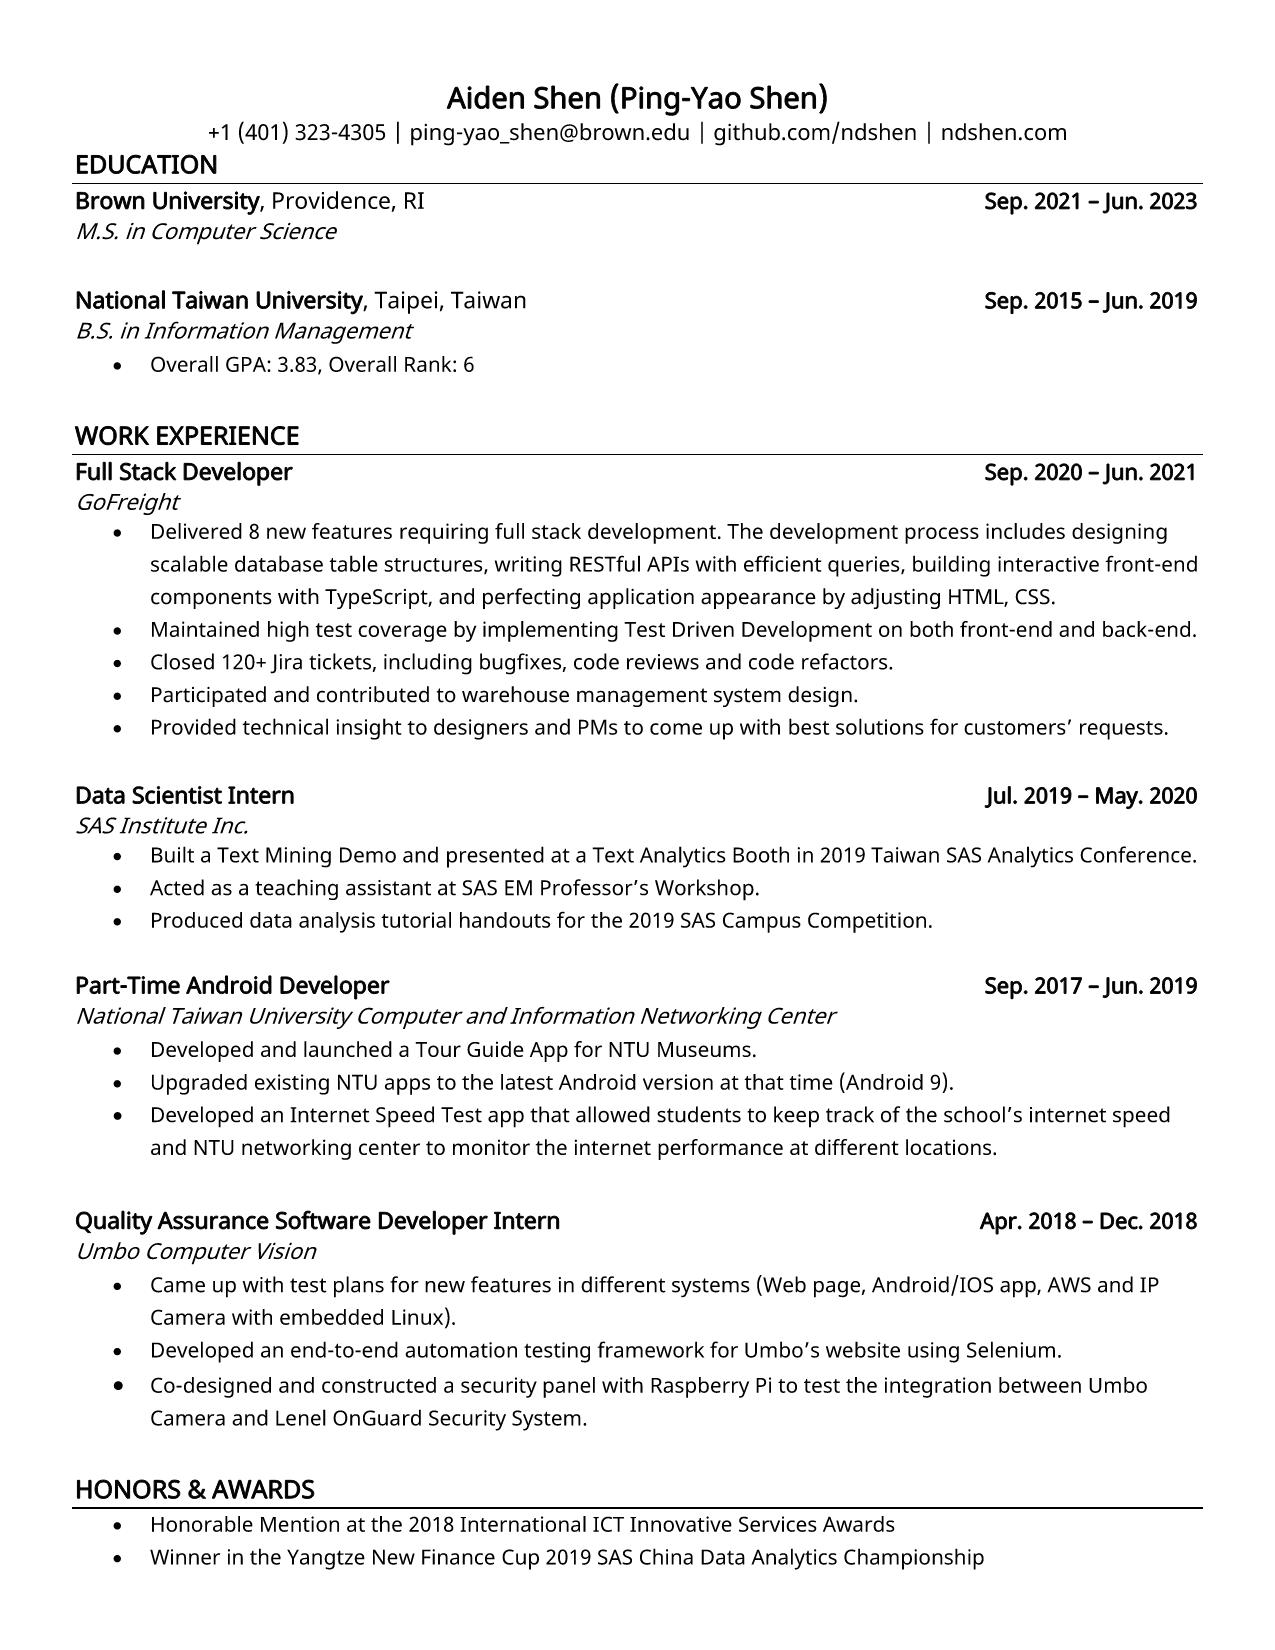 Aiden Shen (Ping-Yao Shen)
+1 (401) 323-4305 | ping-yao_shen@brown.edu | github.com/ndshen | ndshen.com
EDUCATION
Brown University, Providence, RI Sep. 2021 – Jun. 2023
M.S. in Computer Science
National Taiwan University, Taipei, Taiwan Sep. 2015 – Jun. 2019
B.S. in Information Management
• Overall GPA: 3.83, Overall Rank: 6
WORK EXPERIENCE
Full Stack Developer Sep. 2020 – Jun. 2021
GoFreight
• Delivered 8 new features requiring full stack development. The development process includes designing
scalable database table structures, writing RESTful APIs with efficient queries, building interactive front-end
components with TypeScript, and perfecting application appearance by adjusting HTML, CSS.
• Maintained high test coverage by implementing Test Driven Development on both front-end and back-end.
• Closed 120+ Jira tickets, including bugfixes, code reviews and code refactors.
• Participated and contributed to warehouse management system design.
• Provided technical insight to designers and PMs to come up with best solutions for customers’ requests.
Data Scientist Intern Jul. 2019 – May. 2020
SAS Institute Inc.
• Built a Text Mining Demo and presented at a Text Analytics Booth in 2019 Taiwan SAS Analytics Conference.
• Acted as a teaching assistant at SAS EM Professor’s Workshop.
• Produced data analysis tutorial handouts for the 2019 SAS Campus Competition.
Part-Time Android Developer Sep. 2017 – Jun. 2019
National Taiwan University Computer and Information Networking Center
• Developed and launched a Tour Guide App for NTU Museums.
• Upgraded existing NTU apps to the latest Android version at that time (Android 9).
• Developed an Internet Speed Test app that allowed students to keep track of the school’s internet speed
and NTU networking center to monitor the internet performance at different locations.
Quality Assurance Software Developer Intern Apr. 2018 – Dec. 2018
Umbo Computer Vision
• Came up with test plans for new features in different systems (Web page, Android/IOS app, AWS and IP
Camera with embedded Linux).
• Developed an end-to-end automation testing framework for Umbo’s website using Selenium.
• Co-designed and constructed a security panel with Raspberry Pi to test the integration between Umbo
Camera and Lenel OnGuard Security System.
HONORS & AWARDS
• Honorable Mention at the 2018 International ICT Innovative Services Awards
• Winner in the Yangtze New Finance Cup 2019 SAS China Data Analytics Championship